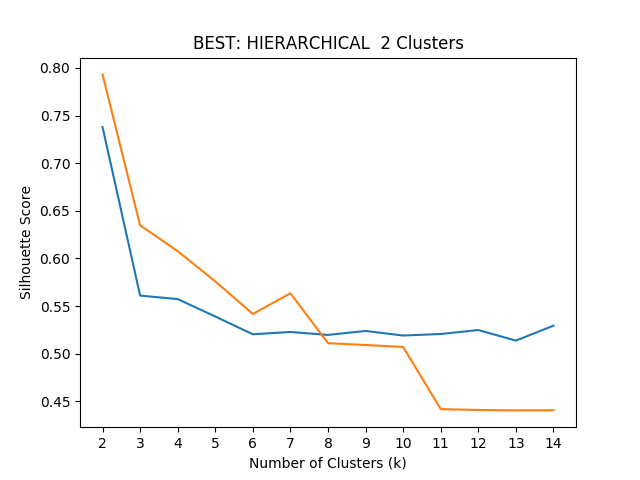 BEST: HIERARCHICAL  2 Clusters
0.80
0.75
0.70
0.65
0.60
0.55
0.50
0.45
Silhouette Score
2 3 4 5 6 7 8 9 10 11 12 13 14
Number of Clusters (k)